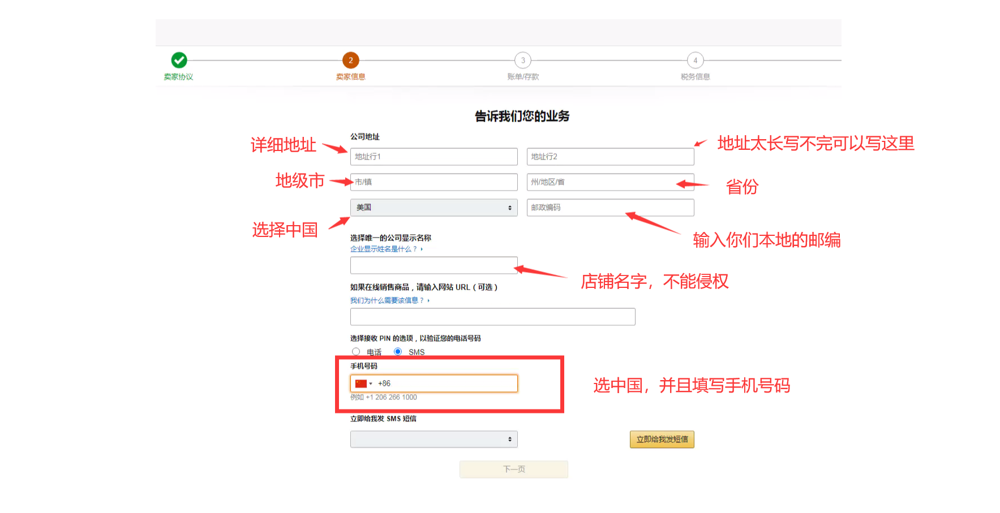 2
3
4
卖家协议
卖家信息
账单/存款
税务信息
告诉我们您的业务
公司地址
详细地址
地址行1
地址行2
地址太长写不完可以写这里
地级市
市/镇
州/地区/省
省份
美国
邮政编码
选择中国
输入你们本地的邮编
选择唯一的公司显示名称
企业显示姓名是什么？
店铺名字，不能侵权
如果在线销售商品，请输入网站 URL（可选）
我们为什么需要该信息？
选择接收 PIN 的选项，以验证您的电话号码
电话 SMS
手机号码
+86
选中国，并且填写手机号码
例如 +1 206 266 1000
立即给我发 SMS 短信
立即给我发短信
下一页